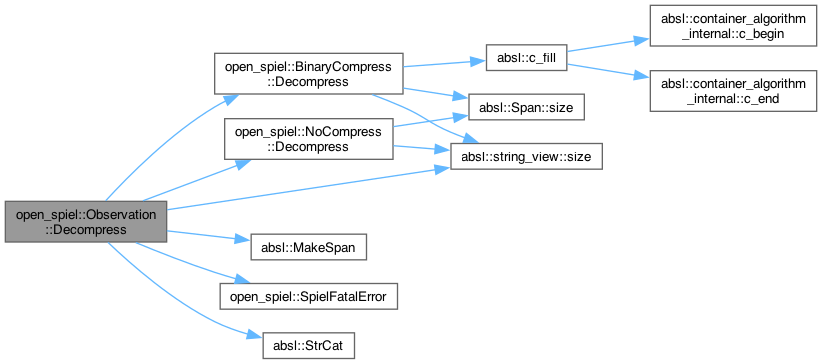 open_spiel::Observation
::Decompress
open_spiel::BinaryCompress
::Decompress
open_spiel::NoCompress
::Decompress
absl::MakeSpan
open_spiel::SpielFatalError
absl::StrCat
absl::c_fill
absl::Span::size
absl::string_view::size
absl::container_algorithm
_internal::c_begin
absl::container_algorithm
_internal::c_end